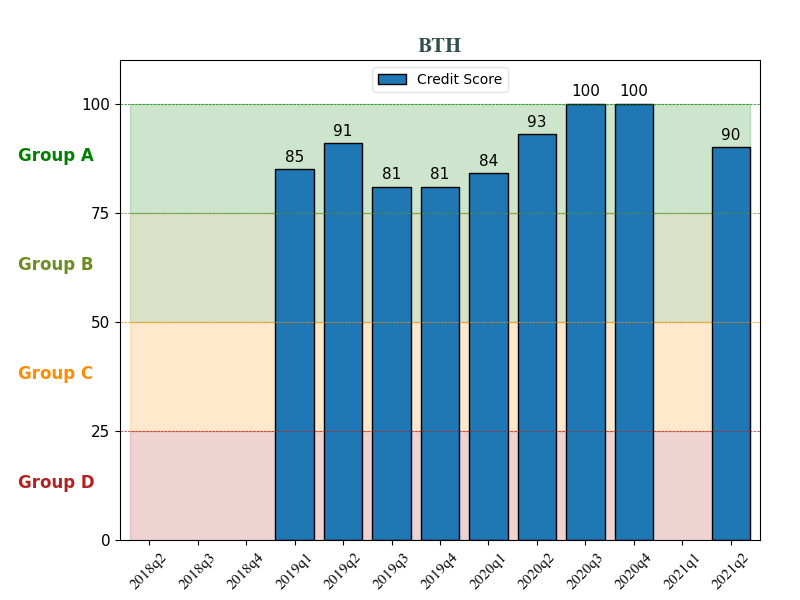 BTH
Credit Score
100
75
50
25
0
Group A
Group B
Group C
Group D
85
91
81
81
84
93
100
100
90
2018q2
2018q3
2018q4
2019q1
2019q2
2019q3
2019q4
2020q1
2020q2
2020q3
2020q4
2021q1
2021q2